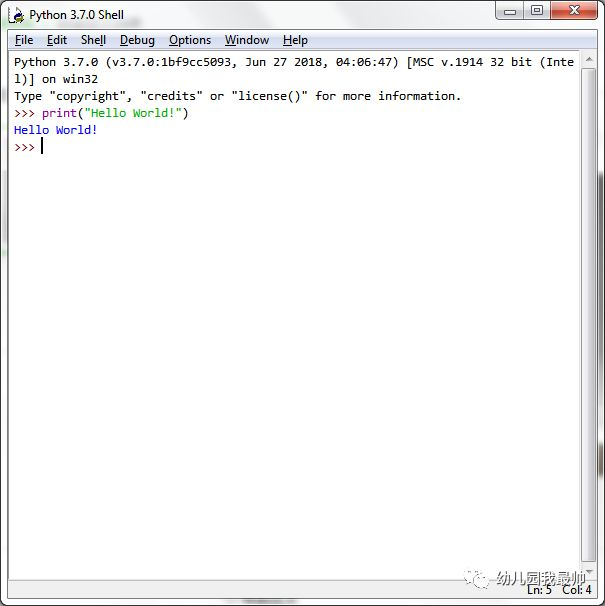 Python 3.7.0 Shell
File Edit Shell Debug Options Window Help
Python 3.7.0 (v3.7.0:1bf9cc5093, Jun 27 2018, 04:06:47) [MSC v.1914 32 bit (Inte
l)] on win32
Type "copyright", "credits" or "license()" for more information.
>>> print("Hello World!")
Hello World!
>>>
幼儿园我最帅
Ln: 5 Col: 4